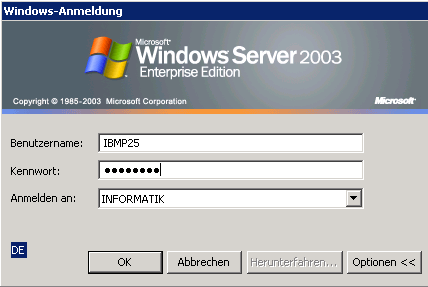 Windows-Anmeldung
Microsoft®
Windows Server 2003
Enterprise Edition
Copyright © 1985-2003 Microsoft Corporation
Microsoft®
Benutzername: IBMP25
Kennwort: ●●●●●●●●
Anmelden an: INFORMATIK
DE
OK Abbrechen Herunterfahren... Optionen <<